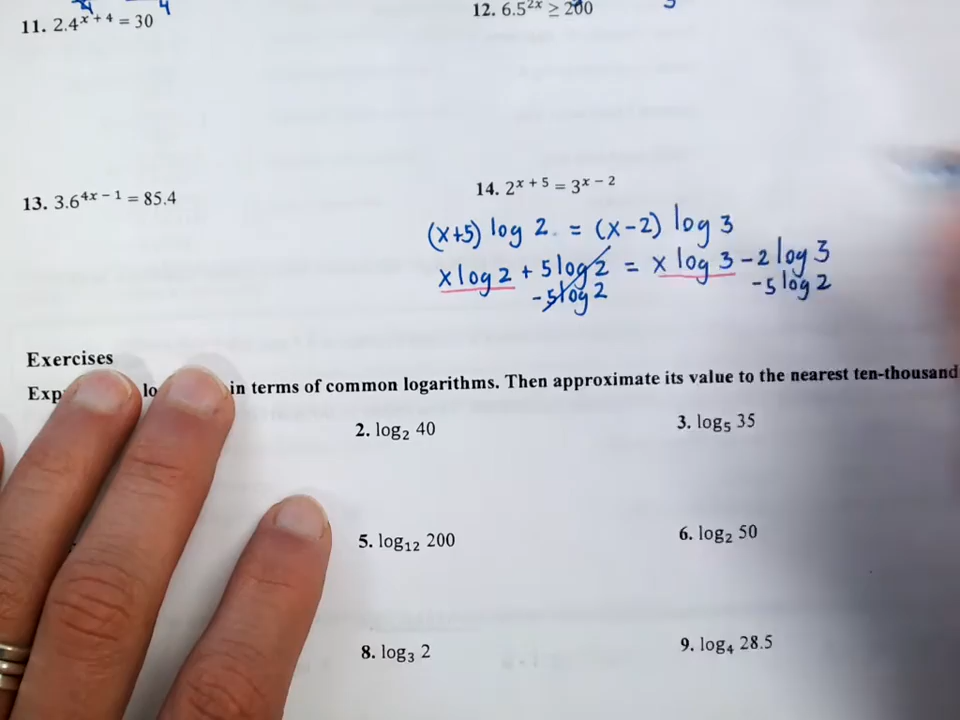 11. 2.4^{x + 4} = 30
12. 6.5^{2x} ≥ 200
13. 3.6^{4x − 1} = 85.4
14. 2^{x + 5} = 3^{x − 2}
(x+5) log 2 = (x-2) log 3
x log 2 + 5 log 2 = x log 3 - 2 log 3
-5 log 2 -5 log 2
Exercises
in terms of common logarithms. Then approximate its value to the nearest ten-thousand
2. log₂ 40
3. log₅ 35
5. log₁₂ 200
6. log₂ 50
8. log₃ 2
9. log₄ 28.5